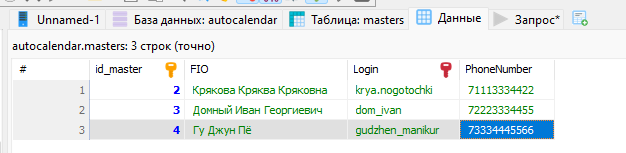 Unnamed-1 База данных: autocalendar Таблица: masters Данные Запрос*
autocalendar.masters: 3 строк (точно)
# id_master FIO Login PhoneNumber
1 2 Крякова Кряква Кряковна krya.nogotochki 71113334422
2 3 Домный Иван Георгиевич dom_ivan 72223334455
3 4 Гу Джун Пё gudzhen_manikur 73334445566